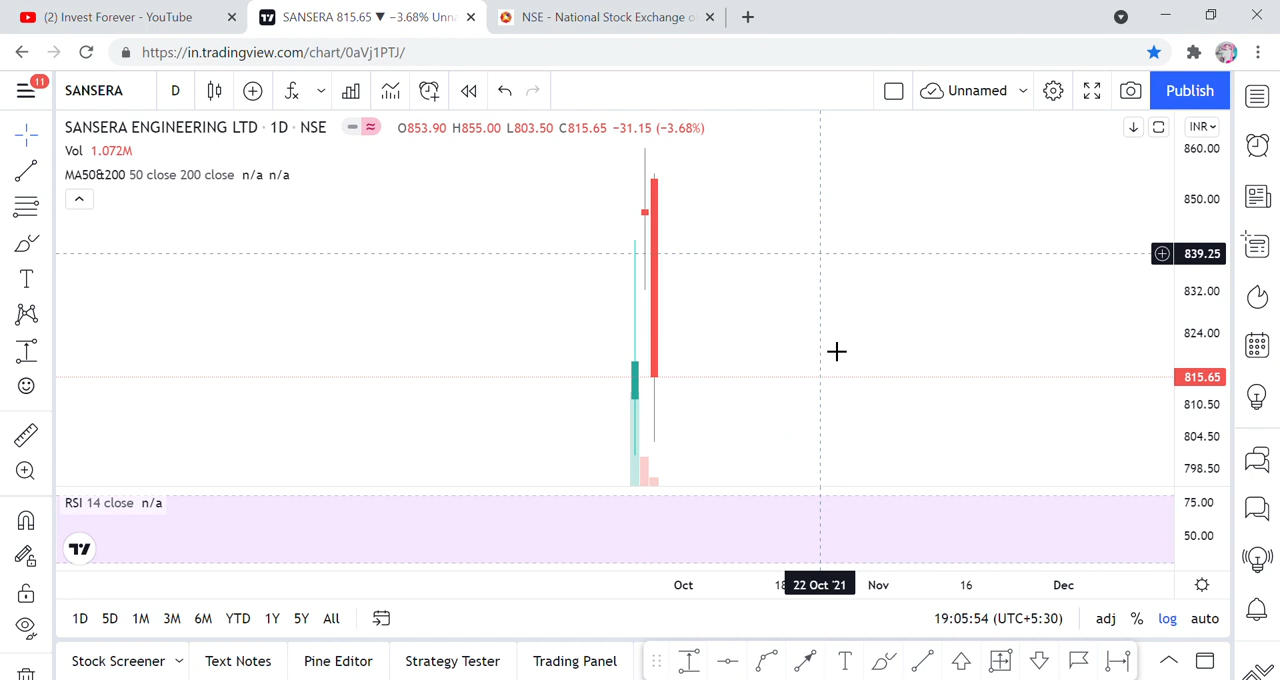 (2) Invest Forever - YouTube
SANSERA 815.65 ▼ −3.68% Unna
NSE - National Stock Exchange o
https://in.tradingview.com/chart/0aVj1PTJ/
11
SANSERA
D
Unnamed
Publish
SANSERA ENGINEERING LTD · 1D · NSE
O853.90 H855.00 L803.50 C815.65 −31.15 (−3.68%)
INR
Vol 1.072M
MA50&200 50 close 200 close n/a n/a
860.00
850.00
839.25
832.00
824.00
815.65
810.50
804.50
798.50
RSI 14 close n/a
75.00
50.00
Oct
18
22 Oct '21
Nov
16
Dec
1D 5D 1M 3M 6M YTD 1Y 5Y All
19:05:54 (UTC+5:30)
adj % log auto
Stock Screener
Text Notes
Pine Editor
Strategy Tester
Trading Panel